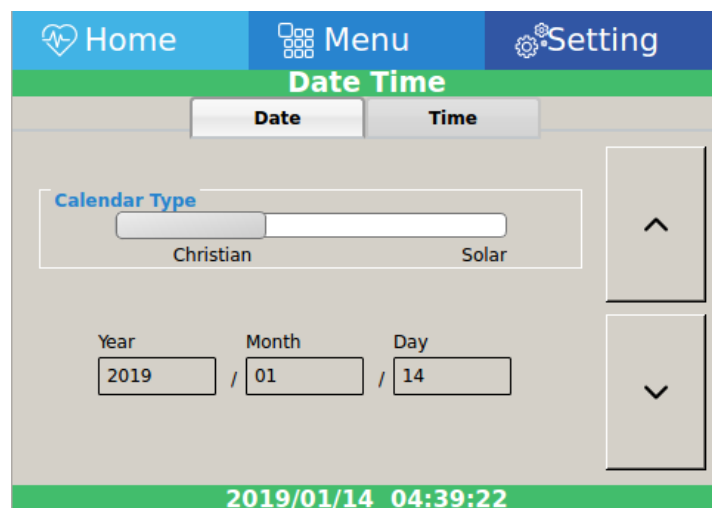 Home Menu Setting
Date Time
Date Time
Calendar Type
Christian Solar
Year Month Day
2019 / 01 / 14
2019/01/14 04:39:22